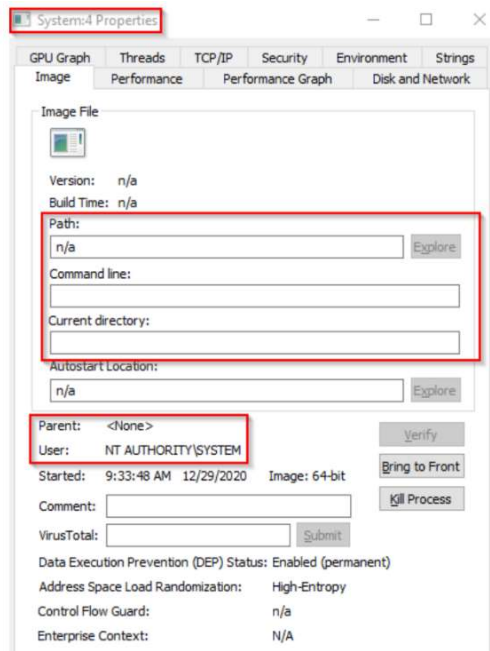 System:4 Properties
GPU Graph Threads TCP/IP Security Environment Strings
Image Performance Performance Graph Disk and Network
Image File
Version: n/a
Build Time: n/a
Path:
n/a Explore
Command line:
Current directory:
Autostart Location:
n/a Explore
Parent: <None>
Verify
User: NT AUTHORITY\SYSTEM
Bring to Front
Started: 9:33:48 AM 12/29/2020 Image: 64-bit
Kill Process
Comment:
VirusTotal: Submit
Data Execution Prevention (DEP) Status: Enabled (permanent)
Address Space Load Randomization: High-Entropy
Control Flow Guard: n/a
Enterprise Context: N/A